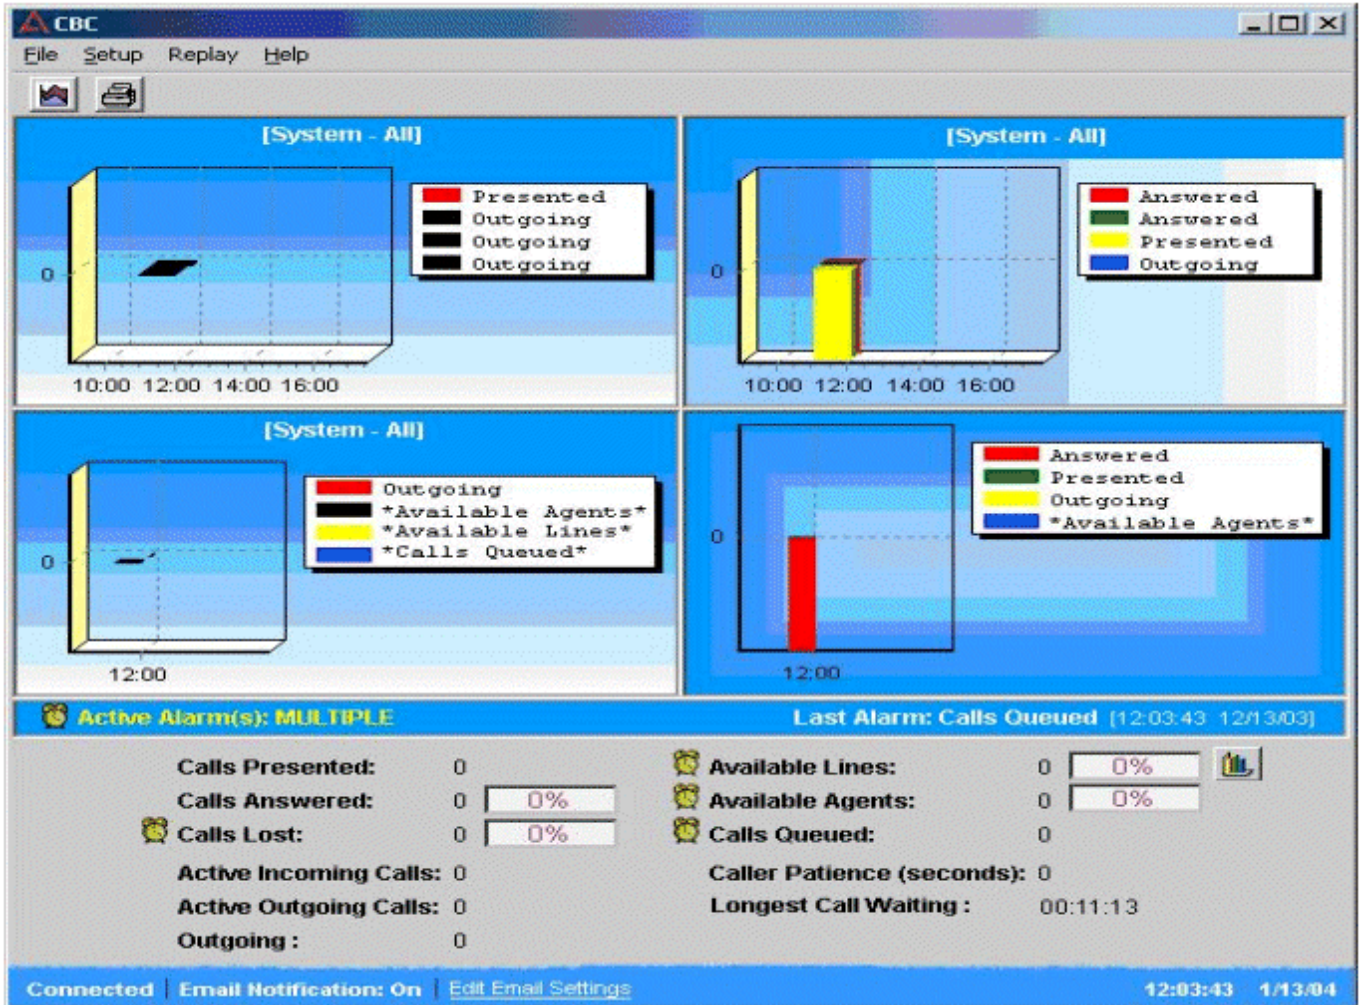 CBC
File Setup Replay Help
[System - All]
Presented
Outgoing
Outgoing
Outgoing
0
10:00 12:00 14:00 16:00
[System - All]
Answered
Answered
Presented
Outgoing
0
10:00 12:00 14:00 16:00
[System - All]
Outgoing
*Available Agents*
*Available Lines*
*Calls Queued*
0
12:00
Answered
Presented
Outgoing
*Available Agents*
0
12:00
Active Alarm(s): MULTIPLE
Last Alarm: Calls Queued [12:03:43 12/13/03]
Calls Presented: 0
Calls Answered: 0 0%
Calls Lost: 0 0%
Active Incoming Calls: 0
Active Outgoing Calls: 0
Outgoing : 0
Available Lines: 0 0%
Available Agents: 0 0%
Calls Queued: 0
Caller Patience (seconds): 0
Longest Call Waiting : 00:11:13
Connected Email Notification: On Edit Email Settings 12:03:43 1/13/04